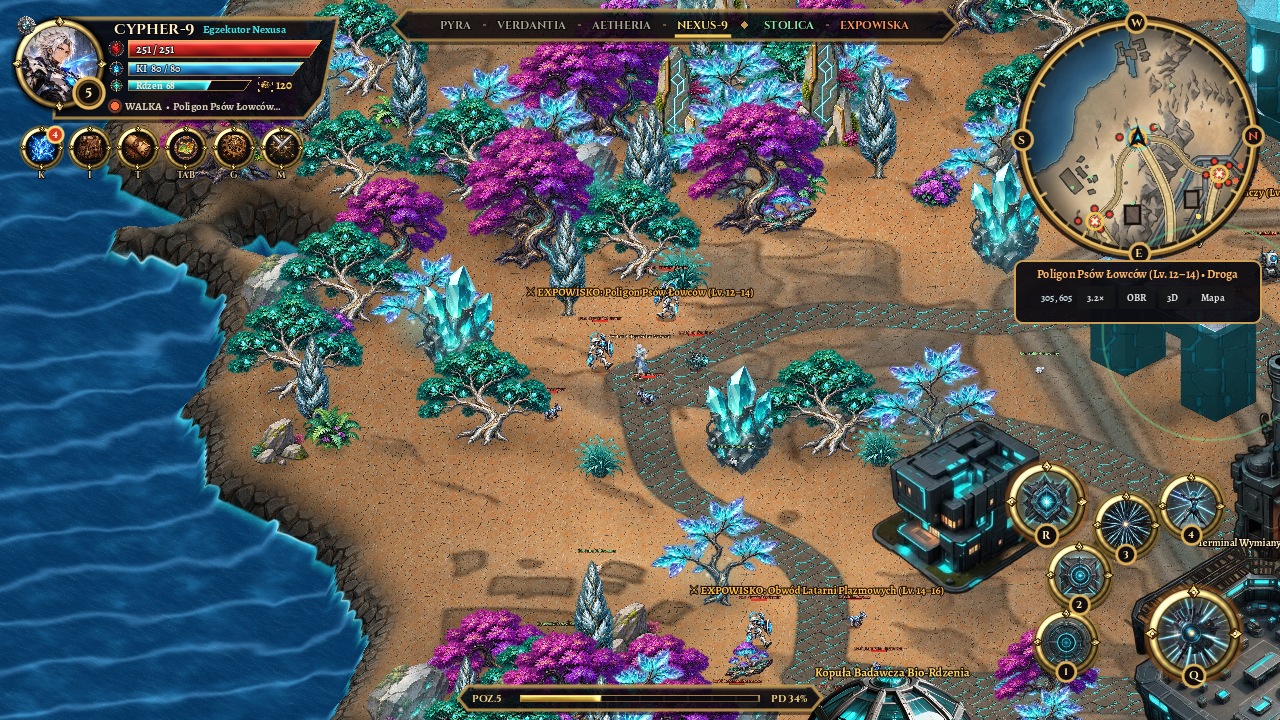 CYPHER-9 Egzekutor Nexusa
251 / 251
KI 80 / 80
Rdzeń 68
120
5
WALKA • Poligon Psów Łowców...
4
K I T TAB G M
PYRA - VERDANTIA - AETHERIA - NEXUS-9 ◆ STOLICA - EXPOWISKA
W
S
N
E
Poligon Psów Łowców (Lv. 12–14) • Droga
305, 605 3.2× OBR 3D Mapa
⚔ EXPOWISKO: Poligon Psów Łowców (Lv. 12–14)
R
3
4
Terminal Wymiany
2
⚔ EXPOWISKO: Obwód Latarni Plazmowych (Lv. 14–16)
1
Q
Kopuła Badawcza Bio-Rdzenia
POZ.5 PD 34%